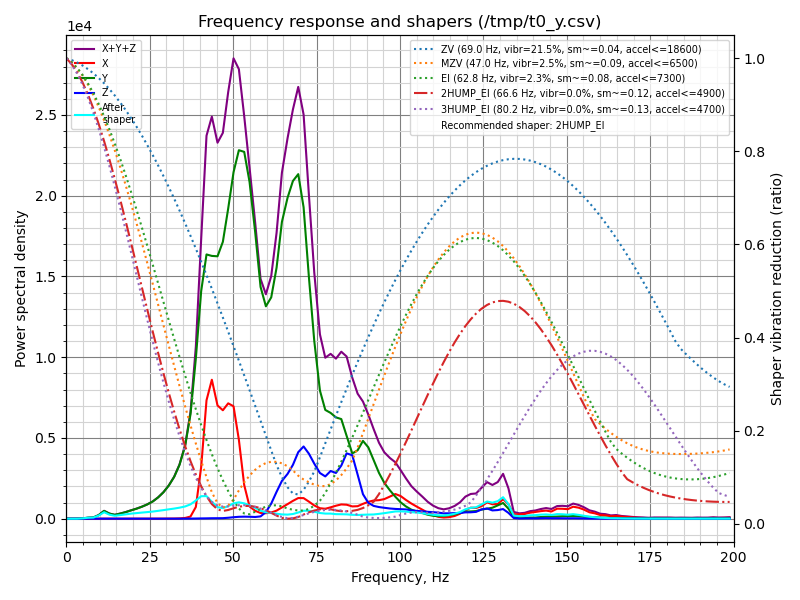 Frequency response and shapers (/tmp/t0_y.csv)
1e4
X+Y+Z
X
Y
Z
After
shaper
ZV (69.0 Hz, vibr=21.5%, sm~=0.04, accel<=18600)
MZV (47.0 Hz, vibr=2.5%, sm~=0.09, accel<=6500)
EI (62.8 Hz, vibr=2.3%, sm~=0.08, accel<=7300)
2HUMP_EI (66.6 Hz, vibr=0.0%, sm~=0.12, accel<=4900)
3HUMP_EI (80.2 Hz, vibr=0.0%, sm~=0.13, accel<=4700)
Recommended shaper: 2HUMP_EI
Power spectral density
2.5
2.0
1.5
1.0
0.5
0.0
1.0
0.8
0.6
0.4
0.2
0.0
Shaper vibration reduction (ratio)
0 25 50 75 100 125 150 175 200
Frequency, Hz